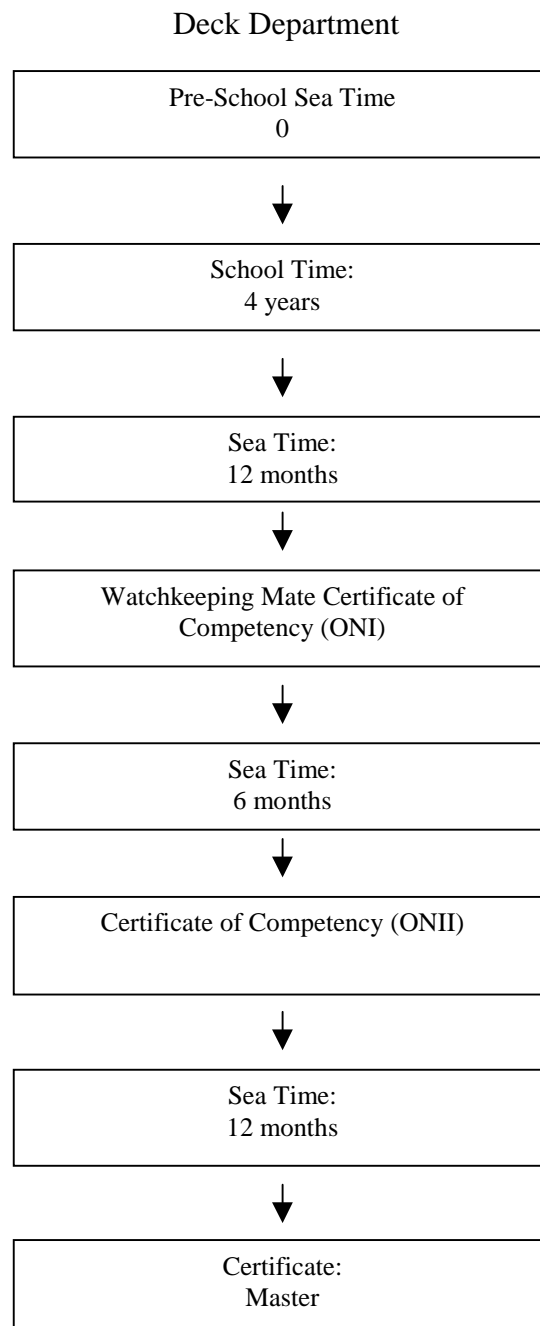 Deck Department
Pre-School Sea Time
0
School Time:
4 years
Sea Time:
12 months
Watchkeeping Mate Certificate of
Competency (ONI)
Sea Time:
6 months
Certificate of Competency (ONII)
Sea Time:
12 months
Certificate:
Master